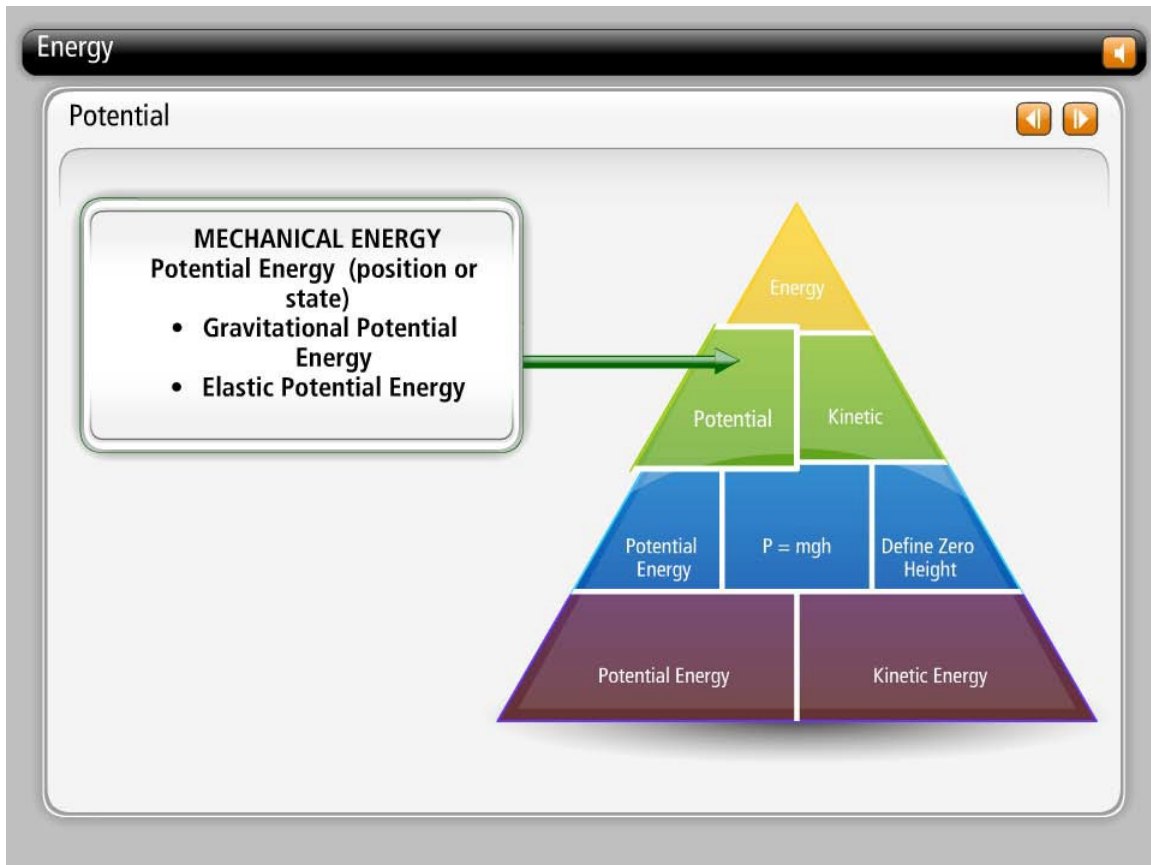 Energy
Potential
MECHANICAL ENERGY
Potential Energy (position or
state)
• Gravitational Potential
Energy
• Elastic Potential Energy
Energy
Potential
Kinetic
Potential
Energy
P = mgh
Define Zero
Height
Potential Energy
Kinetic Energy